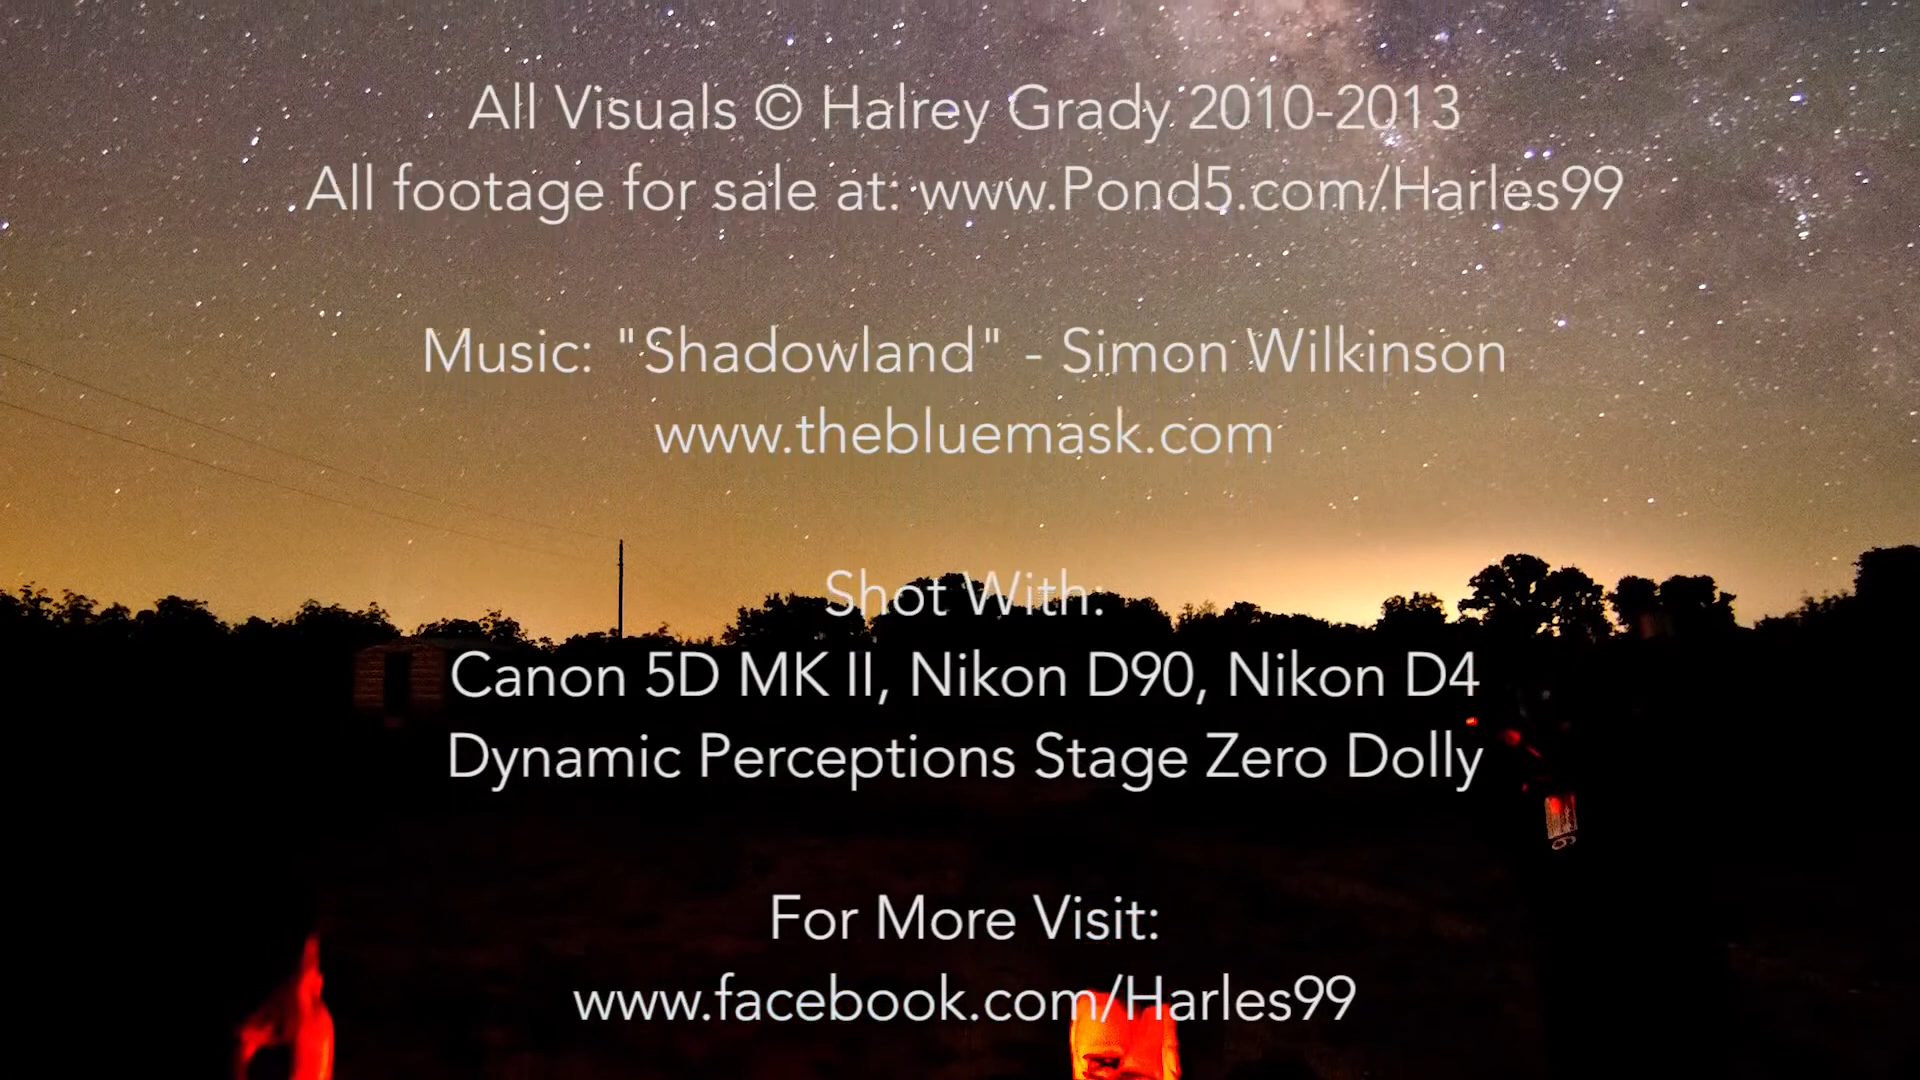 All Visuals © Halrey Grady 2010-2013
All footage for sale at: www.Pond5.com/Harles99
Music: "Shadowland" - Simon Wilkinson
www.thebluemask.com
Shot With:
Canon 5D MK II, Nikon D90, Nikon D4
Dynamic Perceptions Stage Zero Dolly
For More Visit:
www.facebook.com/Harles99